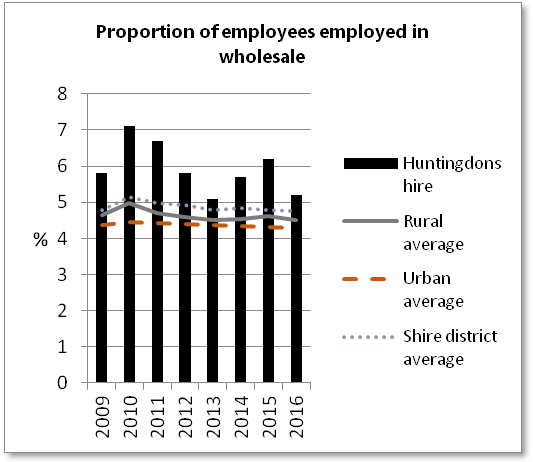 Proportion of employees employed in
wholesale
8
7
6
5
4
3
2
1
0
%
2009
2010
2011
2012
2013
2014
2015
2016
Huntingdons
hire
Rural
average
Urban
average
Shire district
average